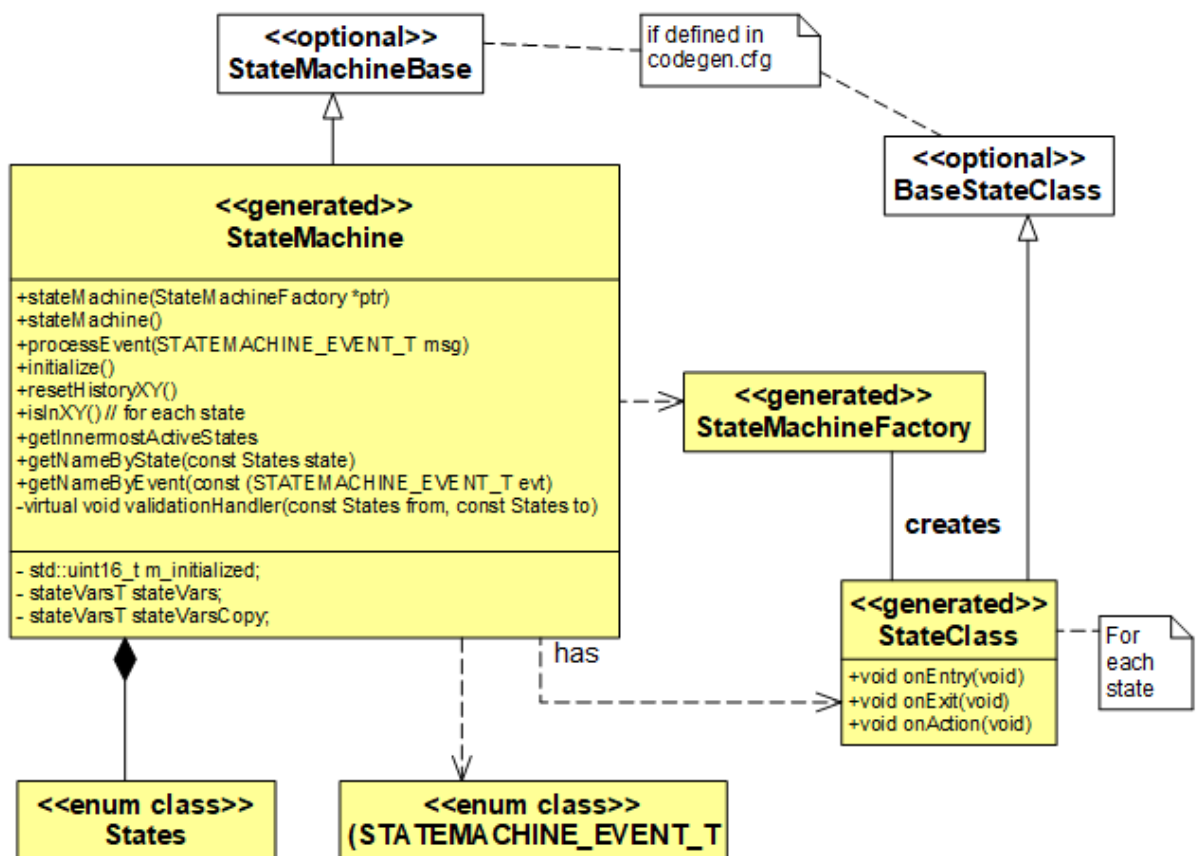 <<optional>>
StateMachineBase
if defined in
codegen.cfg
<<optional>>
BaseStateClass
<<generated>>
StateMachine
+stateMachine(StateMachineFactory *ptr)
+stateMachine()
+processEvent(STATEMACHINE_EVENT_T msg)
+initialize()
+resetHistoryXY()
+isInXY() // for each state
+getInnermostActiveStates
+getNameByState(const States state)
+getNameByEvent(const (STATEMACHINE_EVENT_T evt)
-virtual void validationHandler(const States from, const States to)
- std::uint16_t m_initialized;
- stateVarsT stateVars;
- stateVarsT stateVarsCopy;
<<generated>>
StateMachineFactory
creates
<<generated>>
StateClass
+void onEntry(void)
+void onExit(void)
+void onAction(void)
For
each
state
has
<<enum class>>
States
<<enum class>>
(STATEMACHINE_EVENT_T